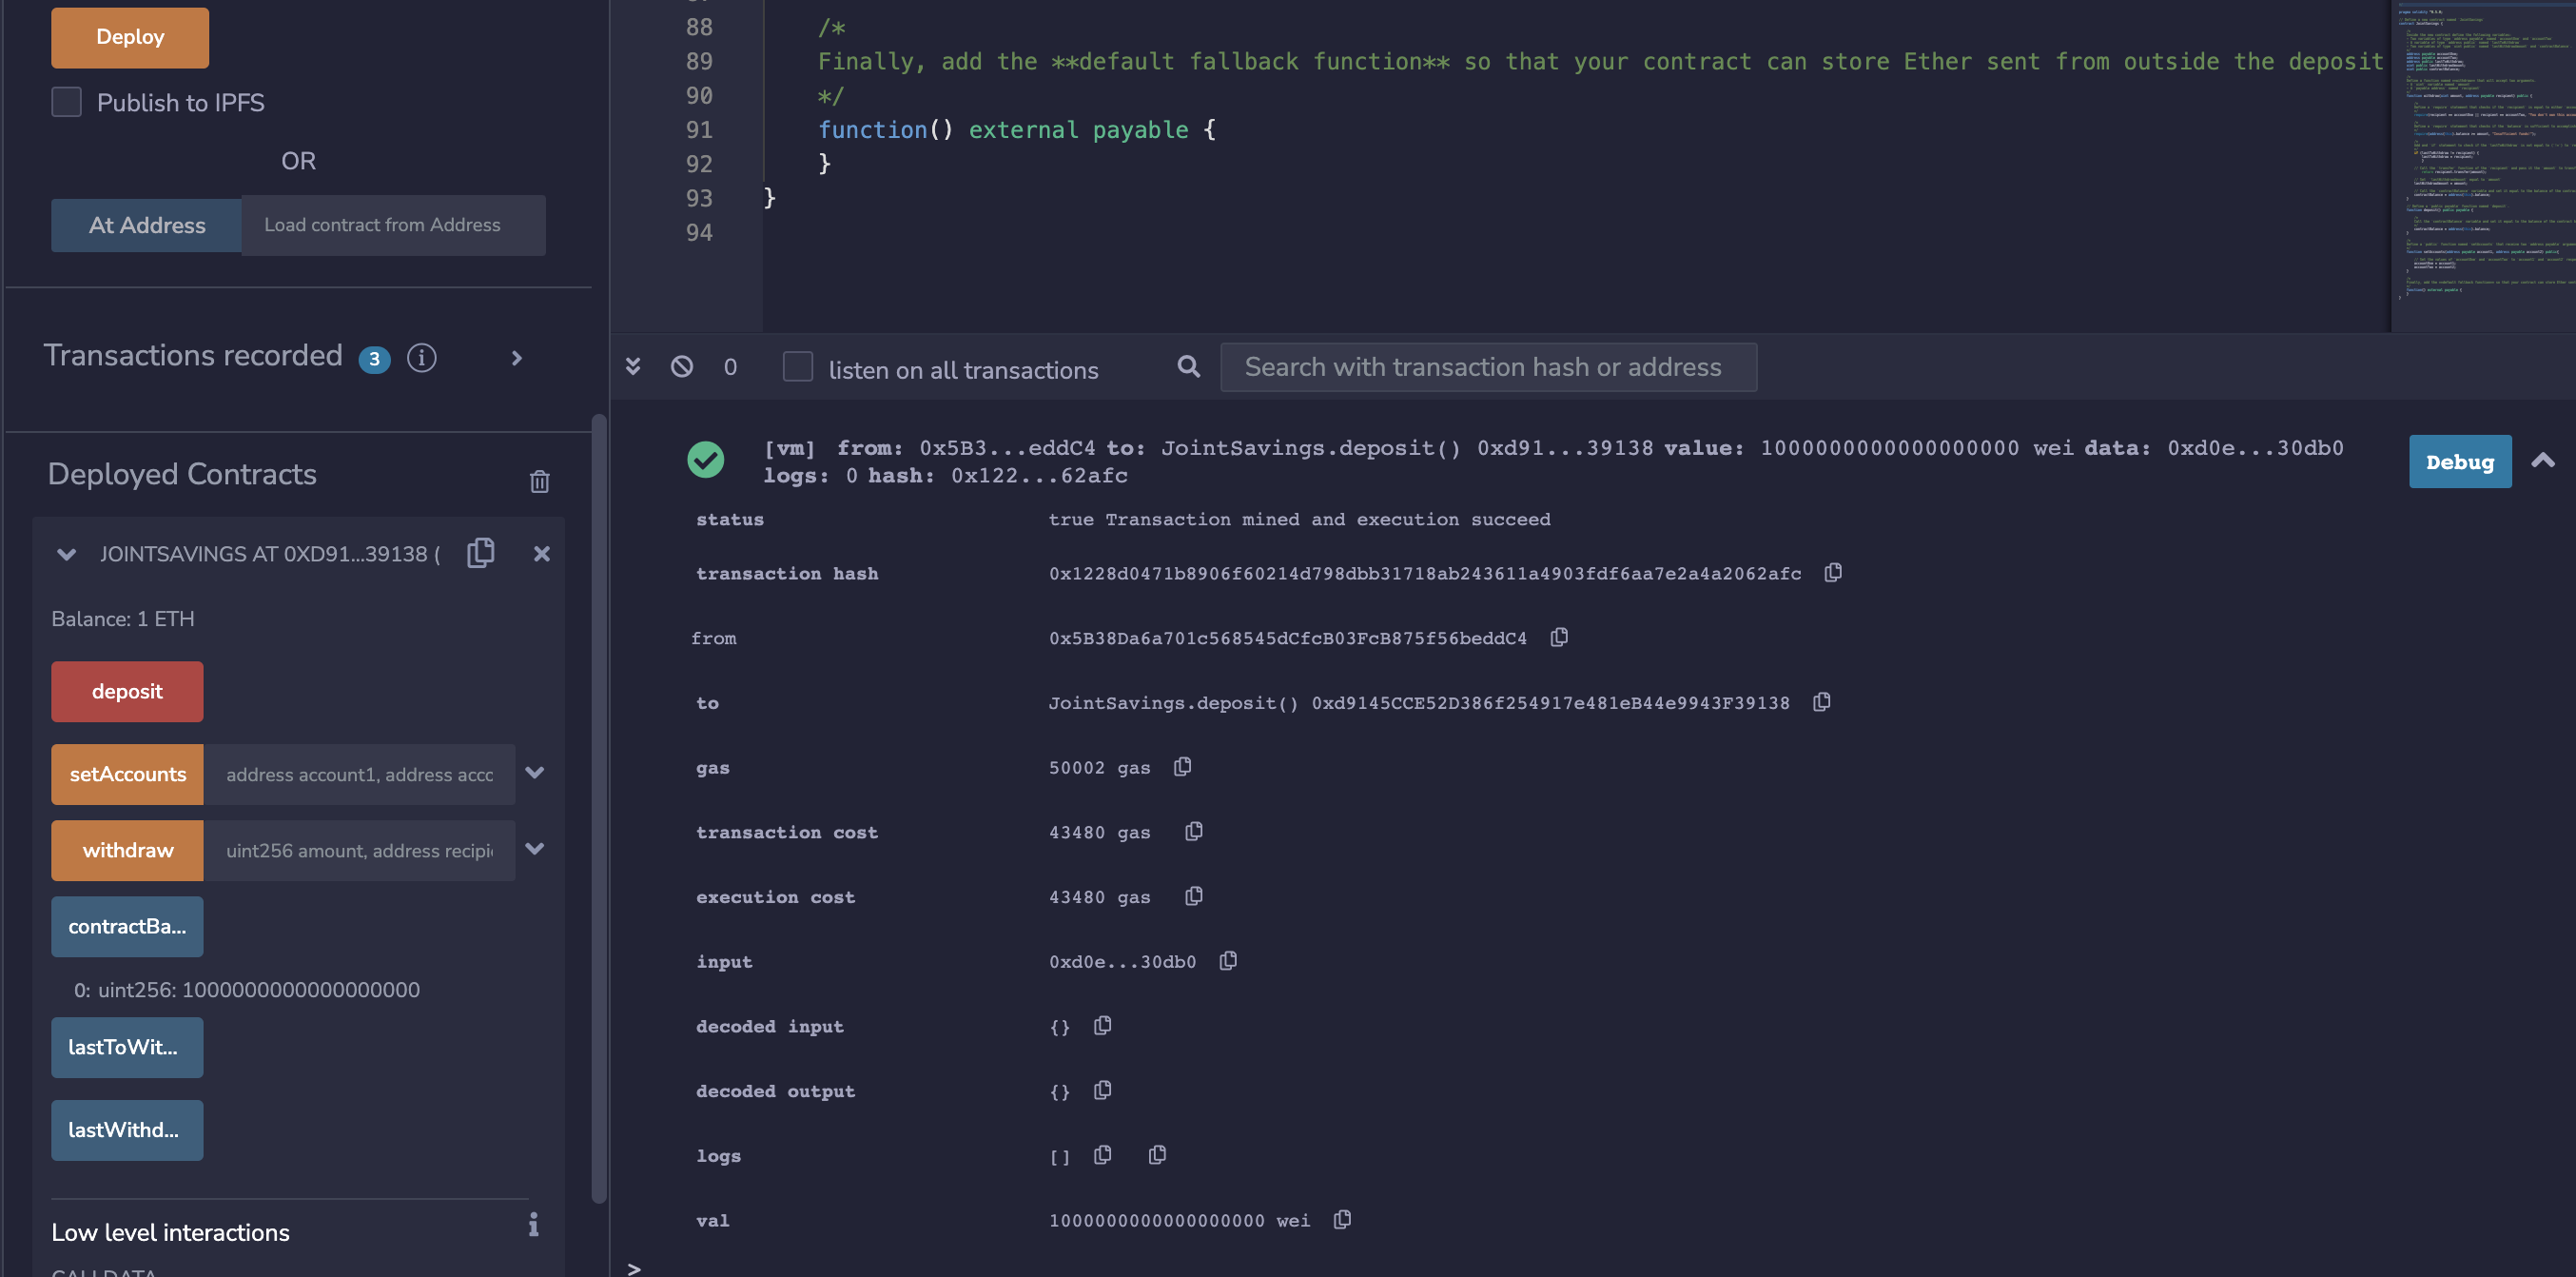 Deploy
Publish to IPFS
OR
At Address Load contract from Address
Transactions recorded 3 i
Deployed Contracts
JOINTSAVINGS AT 0XD91...39138 (
Balance: 1 ETH
deposit
setAccounts address account1, address acco
withdraw uint256 amount, address recipie
contractBa...
0: uint256: 1000000000000000000
lastToWit...
lastWithd...
Low level interactions i
CALLDATA
88 /*
89 Finally, add the **default fallback function** so that your contract can store Ether sent from outside the deposit
90 */
91 function() external payable {
92 }
93 }
94
0 listen on all transactions Search with transaction hash or address
[vm] from: 0x5B3...eddC4 to: JointSavings.deposit() 0xd91...39138 value: 1000000000000000000 wei data: 0xd0e...30db0
logs: 0 hash: 0x122...62afc
Debug
status true Transaction mined and execution succeed
transaction hash 0x1228d0471b8906f60214d798dbb31718ab243611a4903fdf6aa7e2a4a2062afc
from 0x5B38Da6a701c568545dCfcB03FcB875f56beddC4
to JointSavings.deposit() 0xd9145CCE52D386f254917e481eB44e9943F39138
gas 50002 gas
transaction cost 43480 gas
execution cost 43480 gas
input 0xd0e...30db0
decoded input {}
decoded output {}
logs []
val 1000000000000000000 wei
>